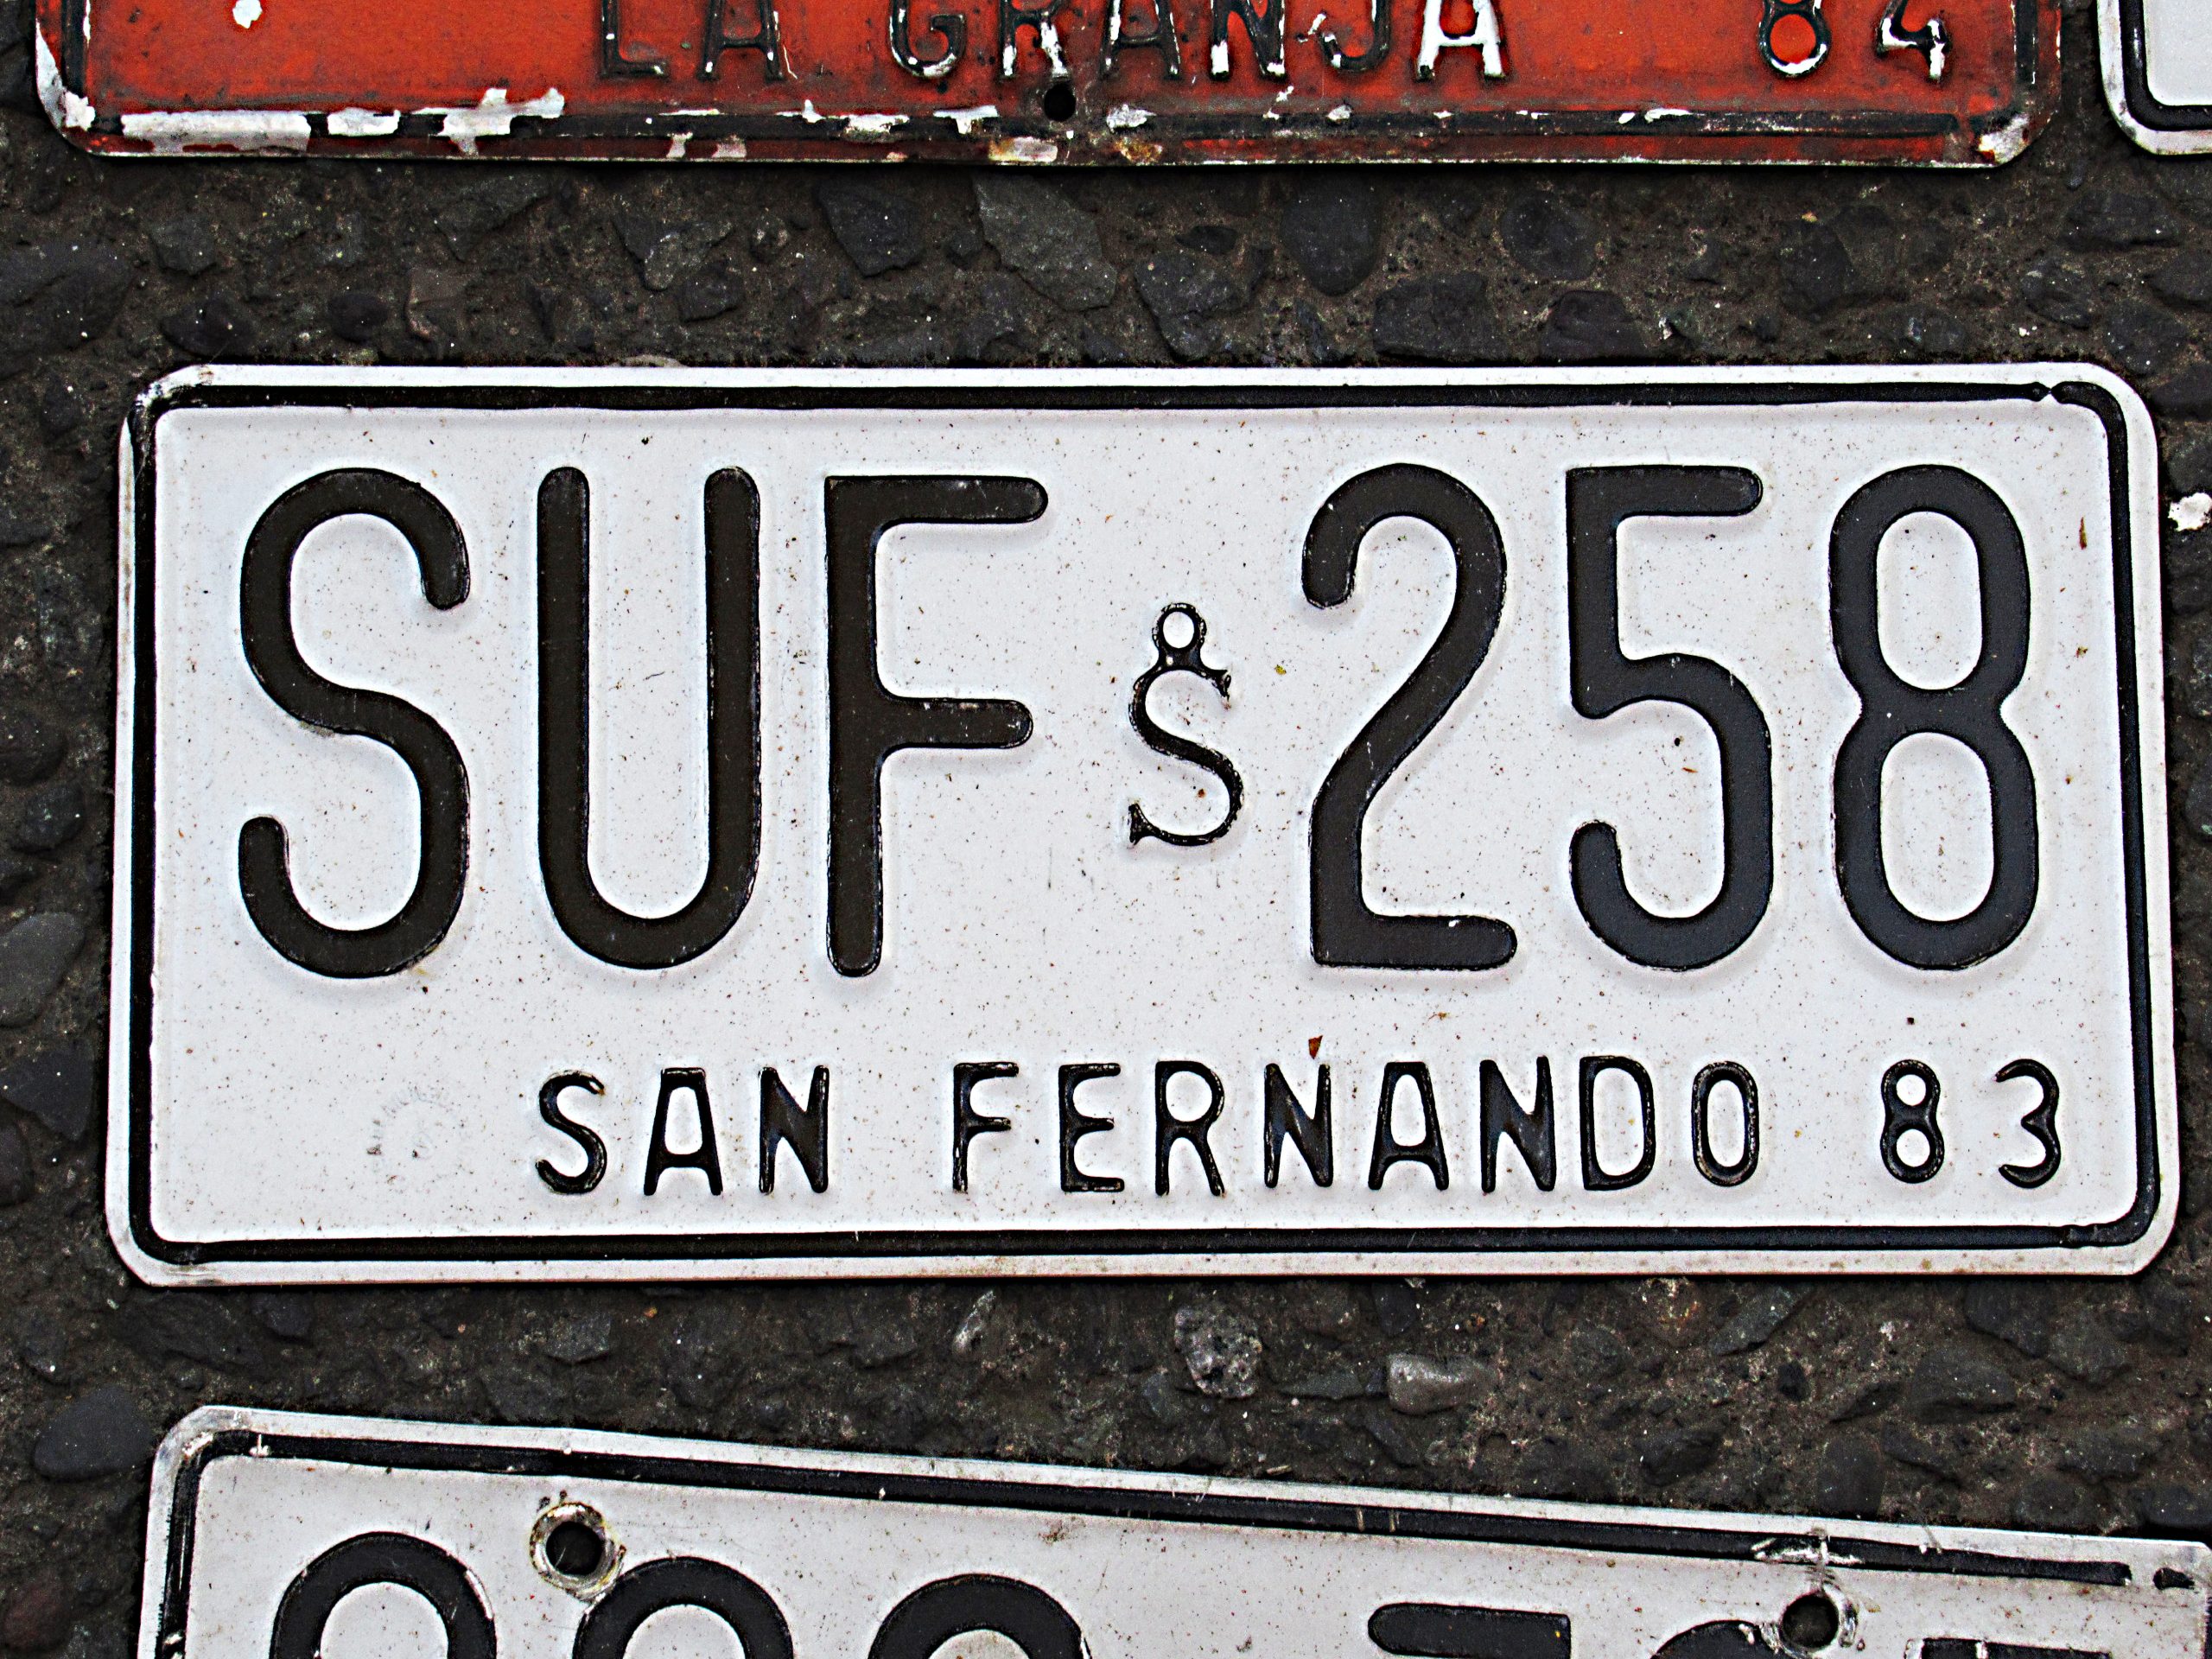 LA GRANJA 84
SUF S 258
SAN FERNANDO 83